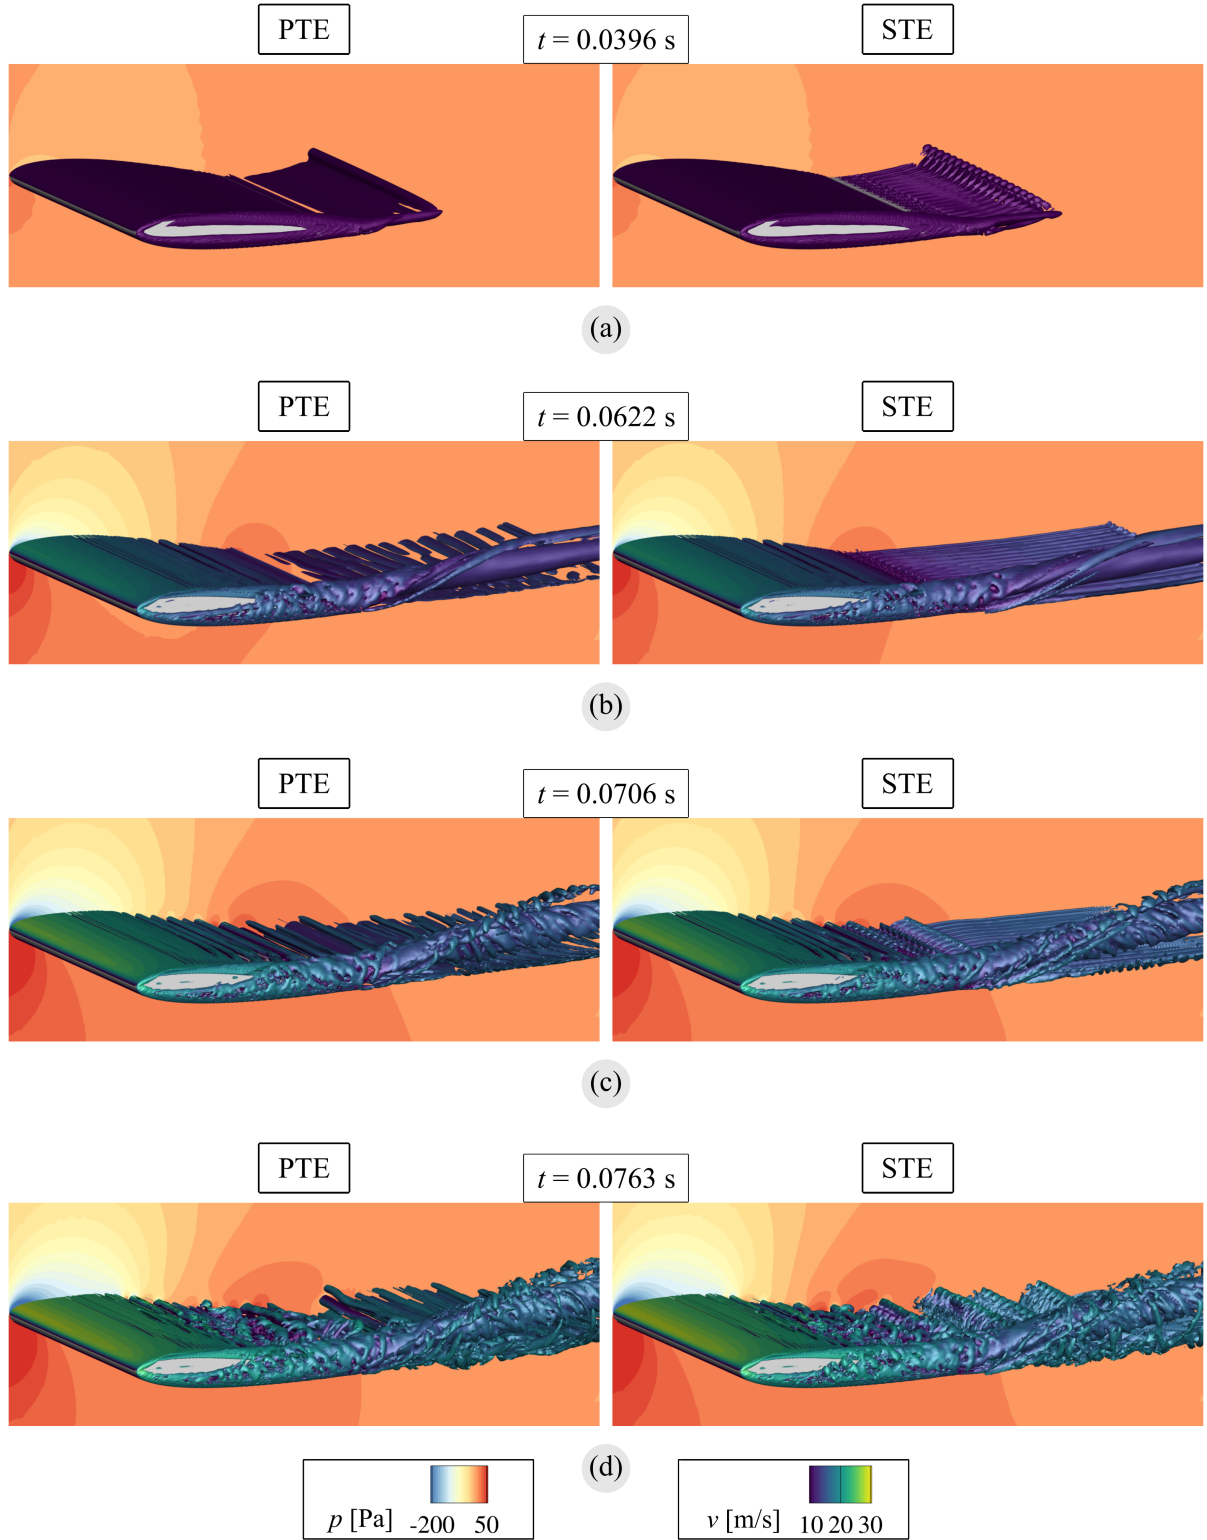 PTE
t = 0.0396 s
STE
(a)
PTE
t = 0.0622 s
STE
(b)
PTE
t = 0.0706 s
STE
(c)
PTE
t = 0.0763 s
STE
(d)
p [Pa] -200 50
v [m/s] 10 20 30